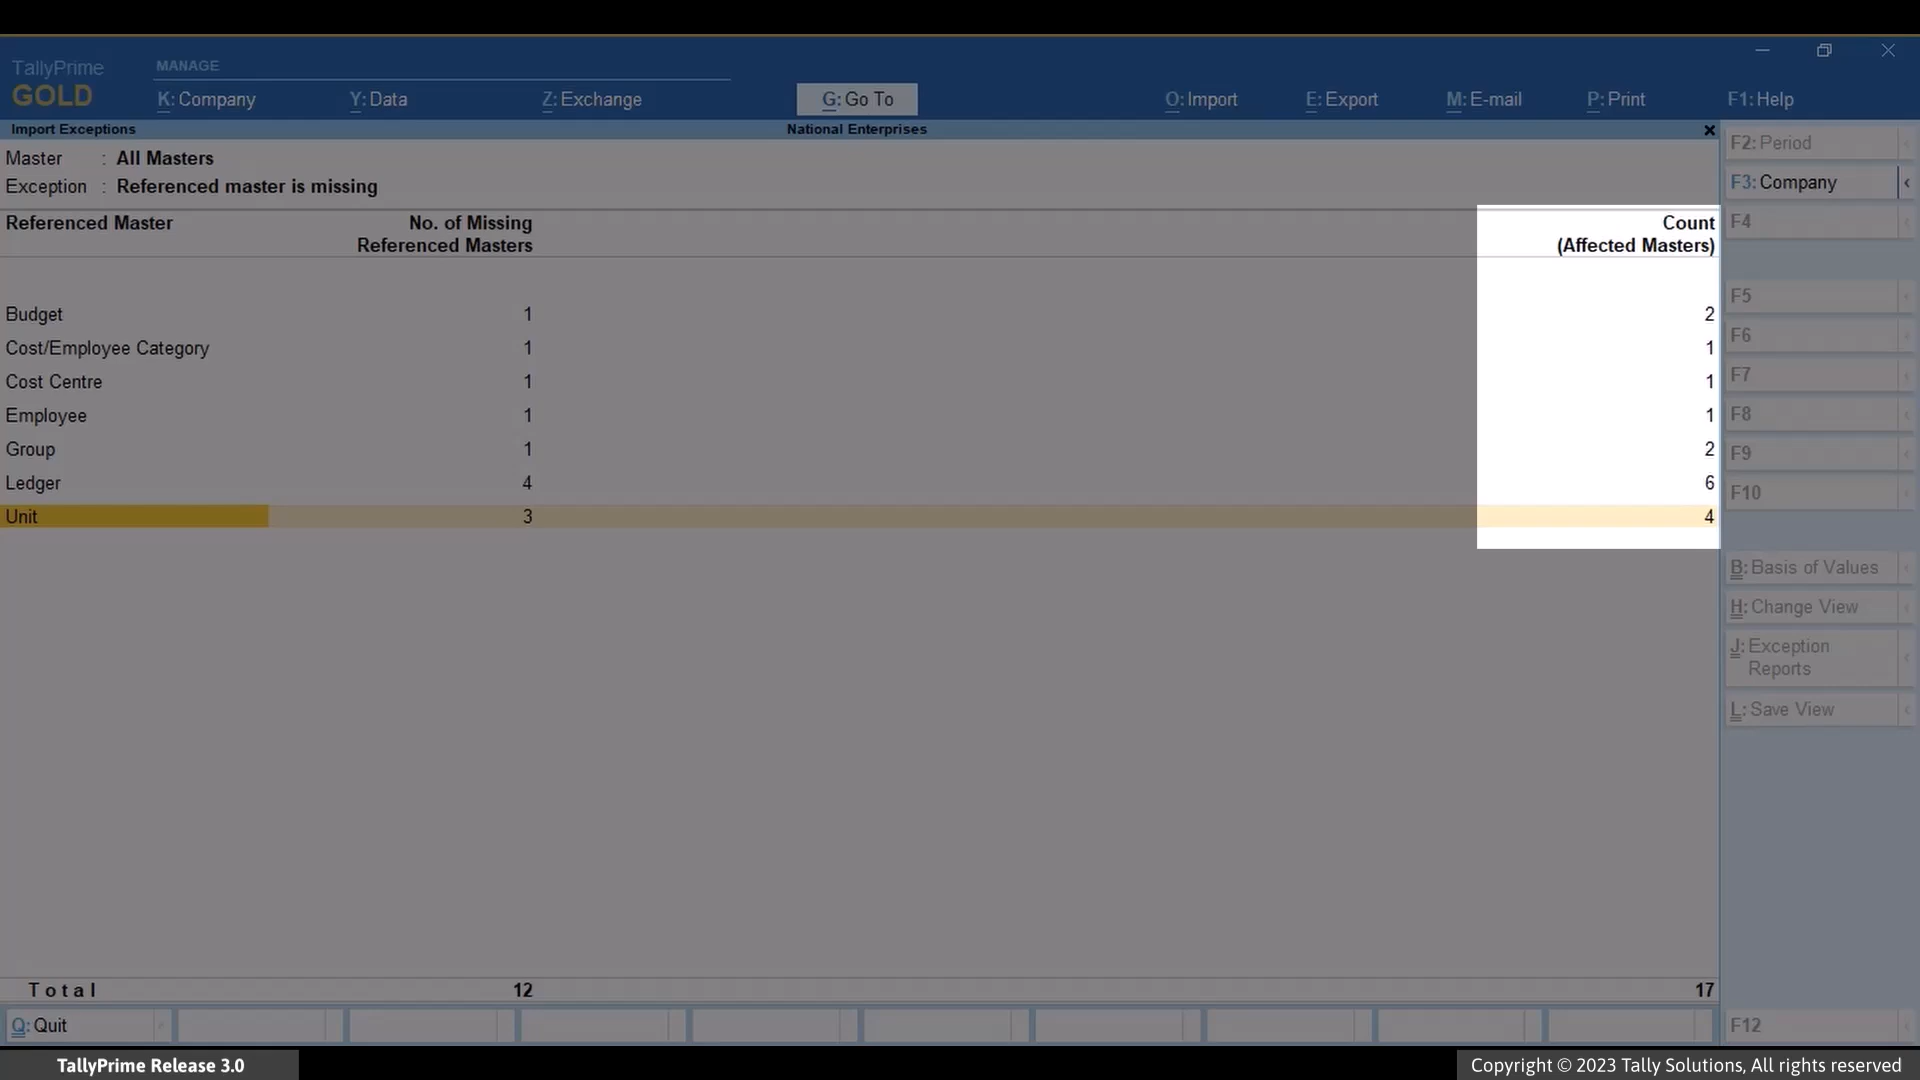 TallyPrime
GOLD
MANAGE
K: Company
Y: Data
Z: Exchange
G: Go To
O: Import
E: Export
M: E-mail
P: Print
F1: Help
Import Exceptions
National Enterprises
Master : All Masters
Exception : Referenced master is missing
Referenced Master
No. of Missing
Referenced Masters
Count
(Affected Masters)
Budget 1 2
Cost/Employee Category 1 1
Cost Centre 1 1
Employee 1 1
Group 1 2
Ledger 4 6
Unit 3 4
Total 12 17
Q: Quit
F2: Period
F3: Company
F4
F5
F6
F7
F8
F9
F10
B: Basis of Values
H: Change View
J: Exception
Reports
L: Save View
F12
TallyPrime Release 3.0
Copyright © 2023 Tally Solutions, All rights reserved